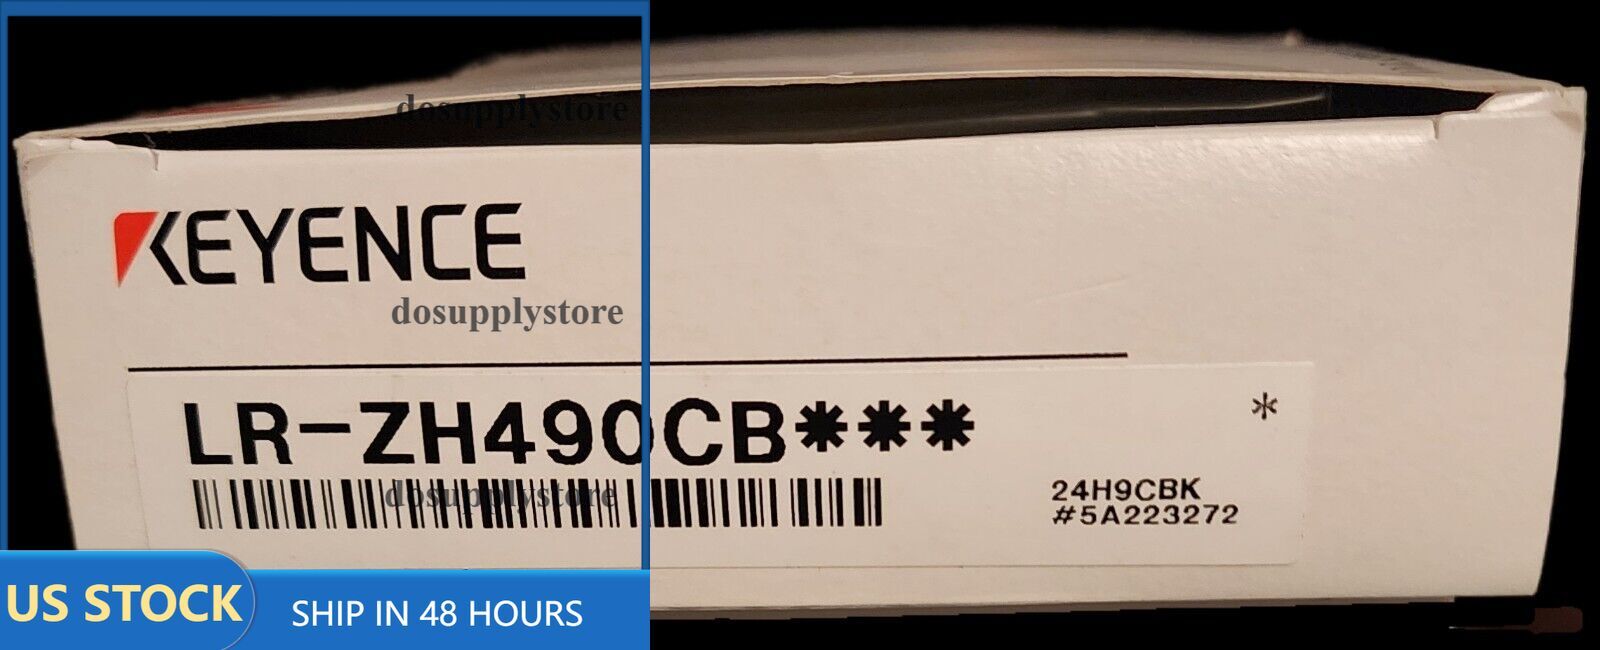 dosupplystore
KEYENCE
dosupplystore
LR-ZH490CB***
*
dosupplystore
24H9CBK
#5A223272
US STOCK
SHIP IN 48 HOURS